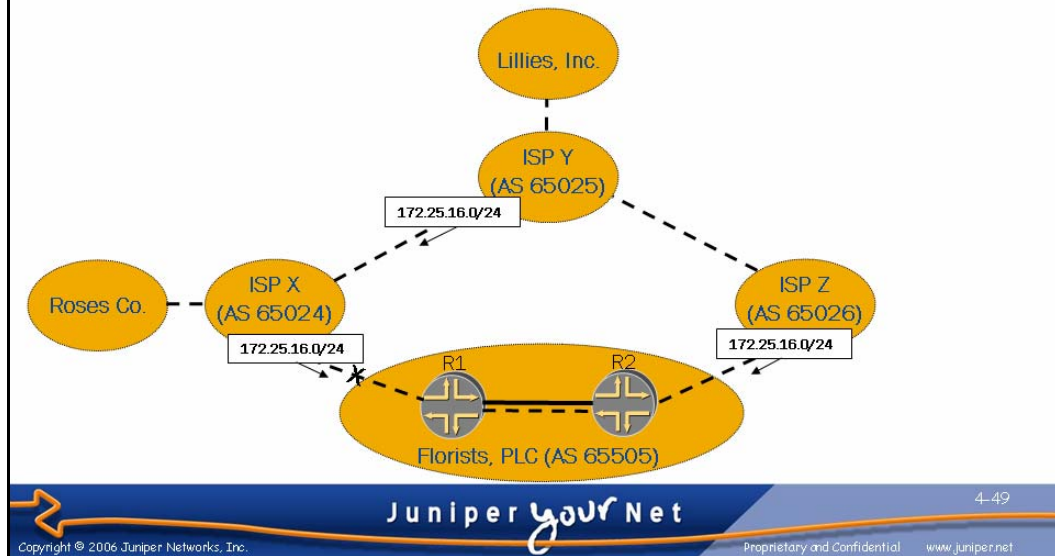 Lillies, Inc.
ISP Y
(AS 65025)
172.25.16.0/24
ISP X
(AS 65024)
Roses Co.
ISP Z
(AS 65026)
172.25.16.0/24
172.25.16.0/24
X
R1
R2
Florists, PLC (AS 65505)
Juniper your Net
4-49
Copyright © 2006 Juniper Networks, Inc.
Proprietary and Confidential
www.juniper.net